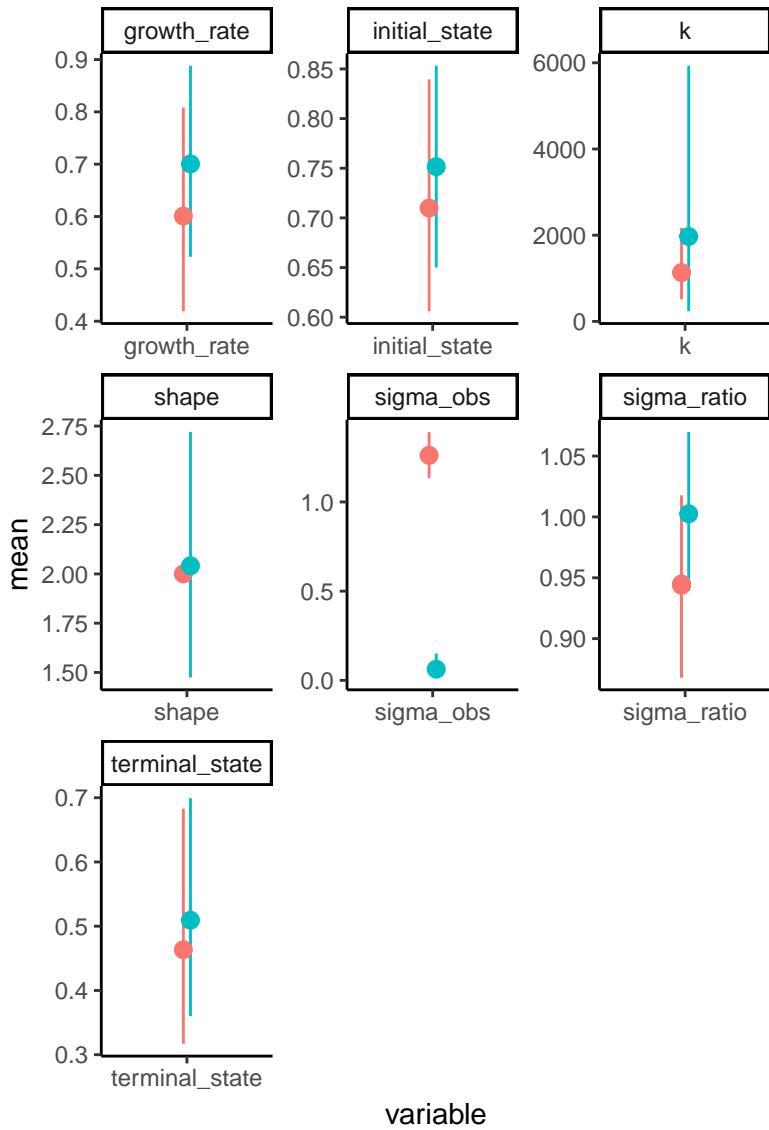 growth_rate
initial_state
k
0.9
0.8
0.7
0.6
0.5
0.4
0.85
0.80
0.75
0.70
0.65
0.60
6000
4000
2000
0
growth_rate
initial_state
k
shape
sigma_obs
sigma_ratio
2.75
2.50
2.25
2.00
1.75
1.50
1.0
0.5
0.0
1.05
1.00
0.95
0.90
shape
sigma_obs
sigma_ratio
mean
terminal_state
0.7
0.6
0.5
0.4
0.3
terminal_state
variable